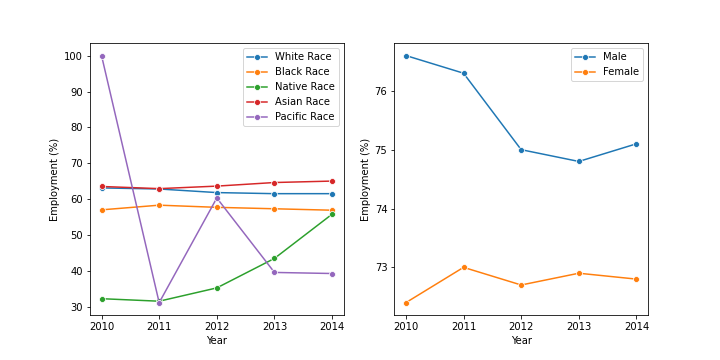 Employment (%)
100
90
80
70
60
50
40
30
2010 2011 2012 2013 2014
Year
White Race
Black Race
Native Race
Asian Race
Pacific Race
Employment (%)
76
75
74
73
2010 2011 2012 2013 2014
Year
Male
Female